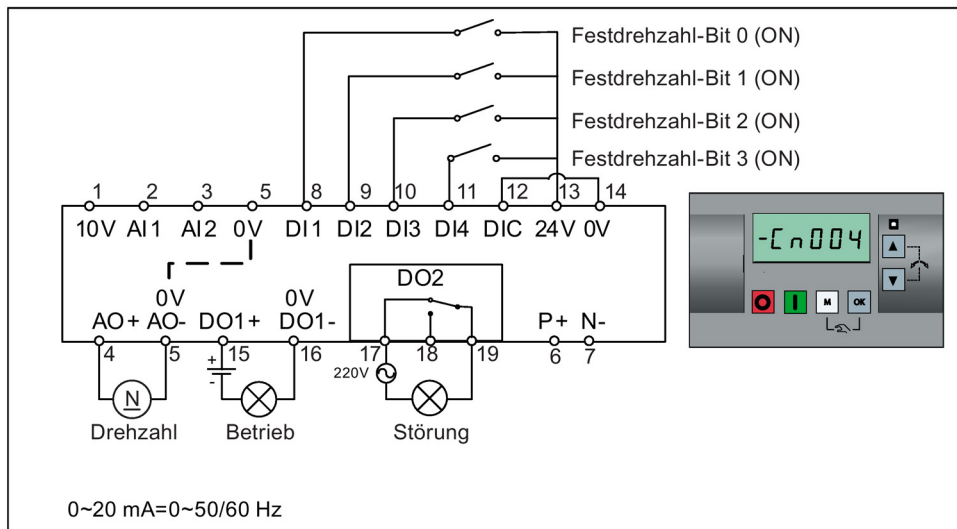 Festdrehzahl-Bit 0 (ON)
Festdrehzahl-Bit 1 (ON)
Festdrehzahl-Bit 2 (ON)
Festdrehzahl-Bit 3 (ON)
1 2 3 5 8 9 10 11 12 13 14
10V AI1 AI2 0V DI1 DI2 DI3 DI4 DIC 24V 0V
-Cn004
M OK
DO2
0V 0V
AO+ AO- DO1+ DO1- P+ N-
4 5 15 16 17 18 19 6 7
+
-
220V
N
Drehzahl Betrieb Störung
0~20 mA=0~50/60 Hz